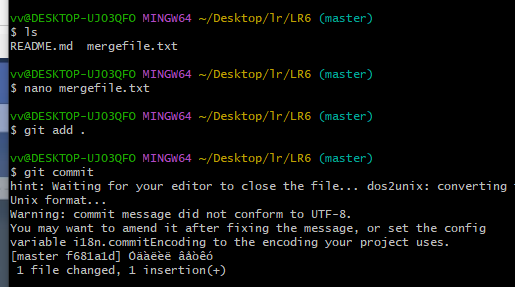 vv@DESKTOP-UJO3QFO MINGW64 ~/Desktop/lr/LR6 (master)
$ ls
README.md  mergefile.txt
vv@DESKTOP-UJO3QFO MINGW64 ~/Desktop/lr/LR6 (master)
$ nano mergefile.txt
vv@DESKTOP-UJO3QFO MINGW64 ~/Desktop/lr/LR6 (master)
$ git add .
vv@DESKTOP-UJO3QFO MINGW64 ~/Desktop/lr/LR6 (master)
$ git commit
hint: Waiting for your editor to close the file... dos2unix: converting
Unix format...
Warning: commit message did not conform to UTF-8.
You may want to amend it after fixing the message, or set the config
variable i18n.commitEncoding to the encoding your project uses.
[master f681a1d] Óäàëèë âåòêó
 1 file changed, 1 insertion(+)